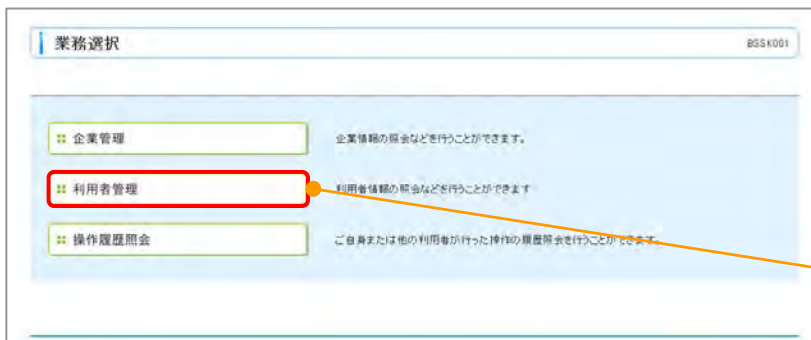 業務選択
BSSK001
企業管理
企業情報の照会などを行うことができます。
利用者管理
利用者情報の照会などを行うことができます
操作履歴照会
ご自身または他の利用者が行った操作の履歴照会を行うことができます。